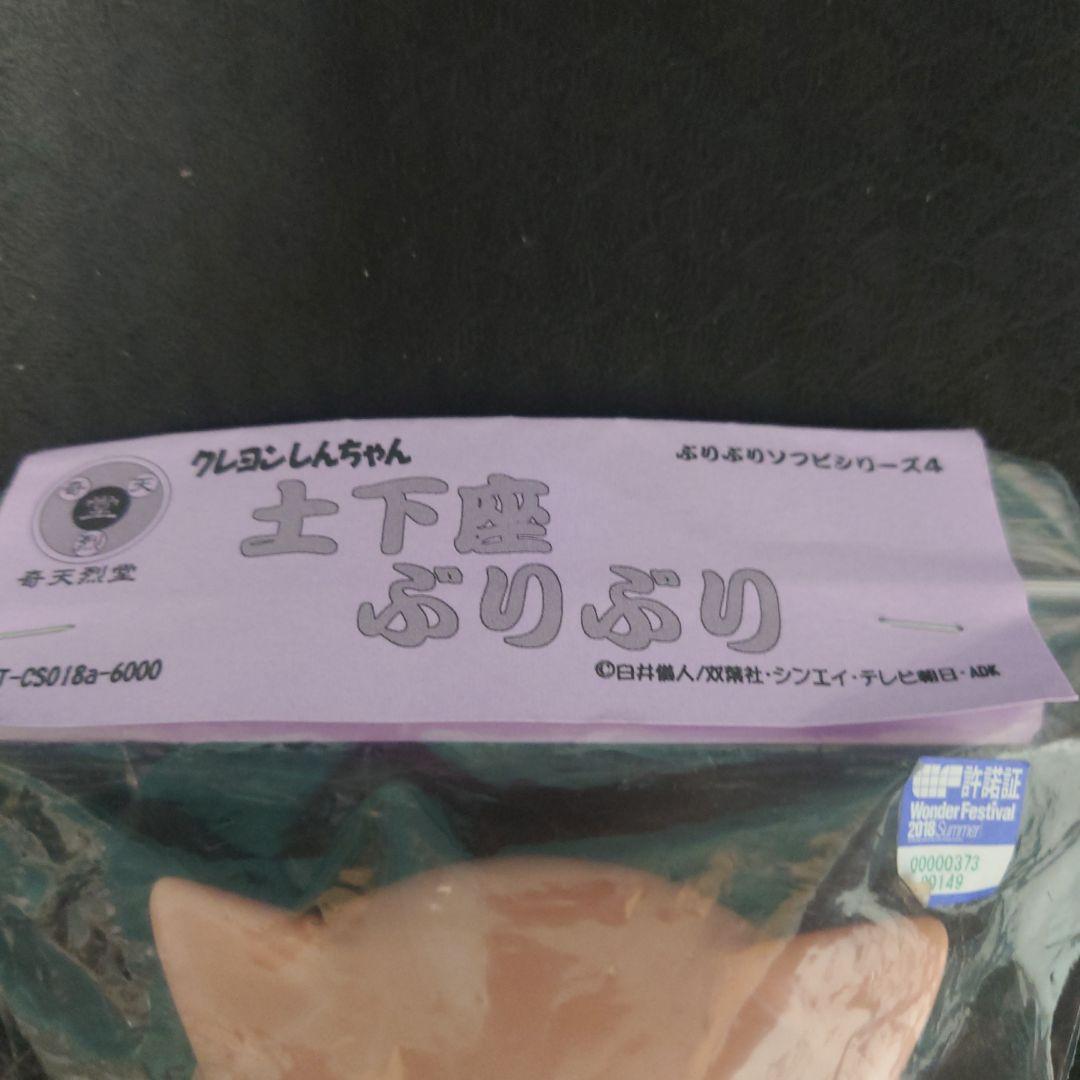 クレヨンしんちゃん
ぶりぶりソフビシリーズ4
土下座
ぶりぶり
奇 天
堂
烈
奇天烈堂
T-CS018a-6000
©臼井儀人/双葉社・シンエイ・テレビ朝日・ADK
許諾証
Wonder Festival
2018 Summer
00000373
00149